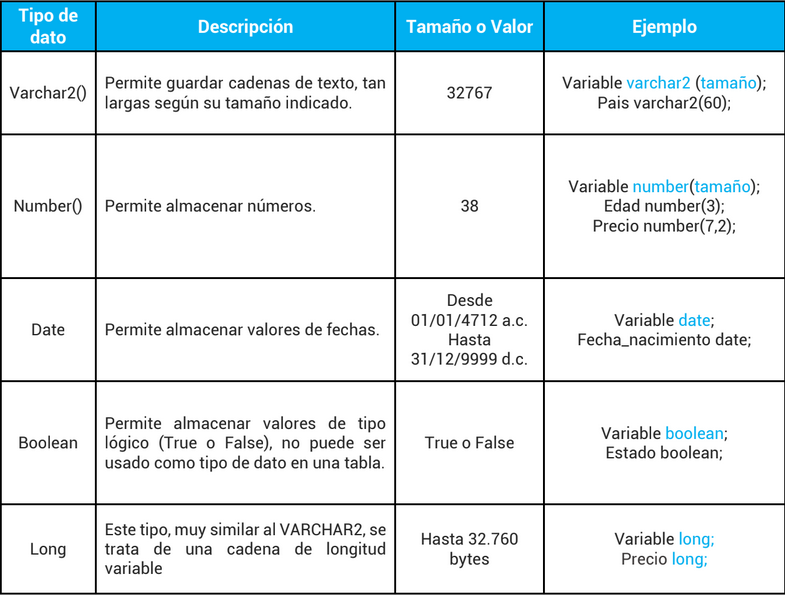 Tipo de
dato
Descripción
Tamaño o Valor
Ejemplo
Varchar2()
Permite guardar cadenas de texto, tan
largas según su tamaño indicado.
32767
Variable varchar2 (tamaño);
Pais varchar2(60);
Number()
Permite almacenar números.
38
Variable number(tamaño);
Edad number(3);
Precio number(7,2);
Date
Permite almacenar valores de fechas.
Desde
01/01/4712 a.c.
Hasta
31/12/9999 d.c.
Variable date;
Fecha_nacimiento date;
Boolean
Permite almacenar valores de tipo
lógico (True o False), no puede ser
usado como tipo de dato en una tabla.
True o False
Variable boolean;
Estado boolean;
Long
Este tipo, muy similar al VARCHAR2, se
trata de una cadena de longitud
variable
Hasta 32.760
bytes
Variable long;
Precio long;